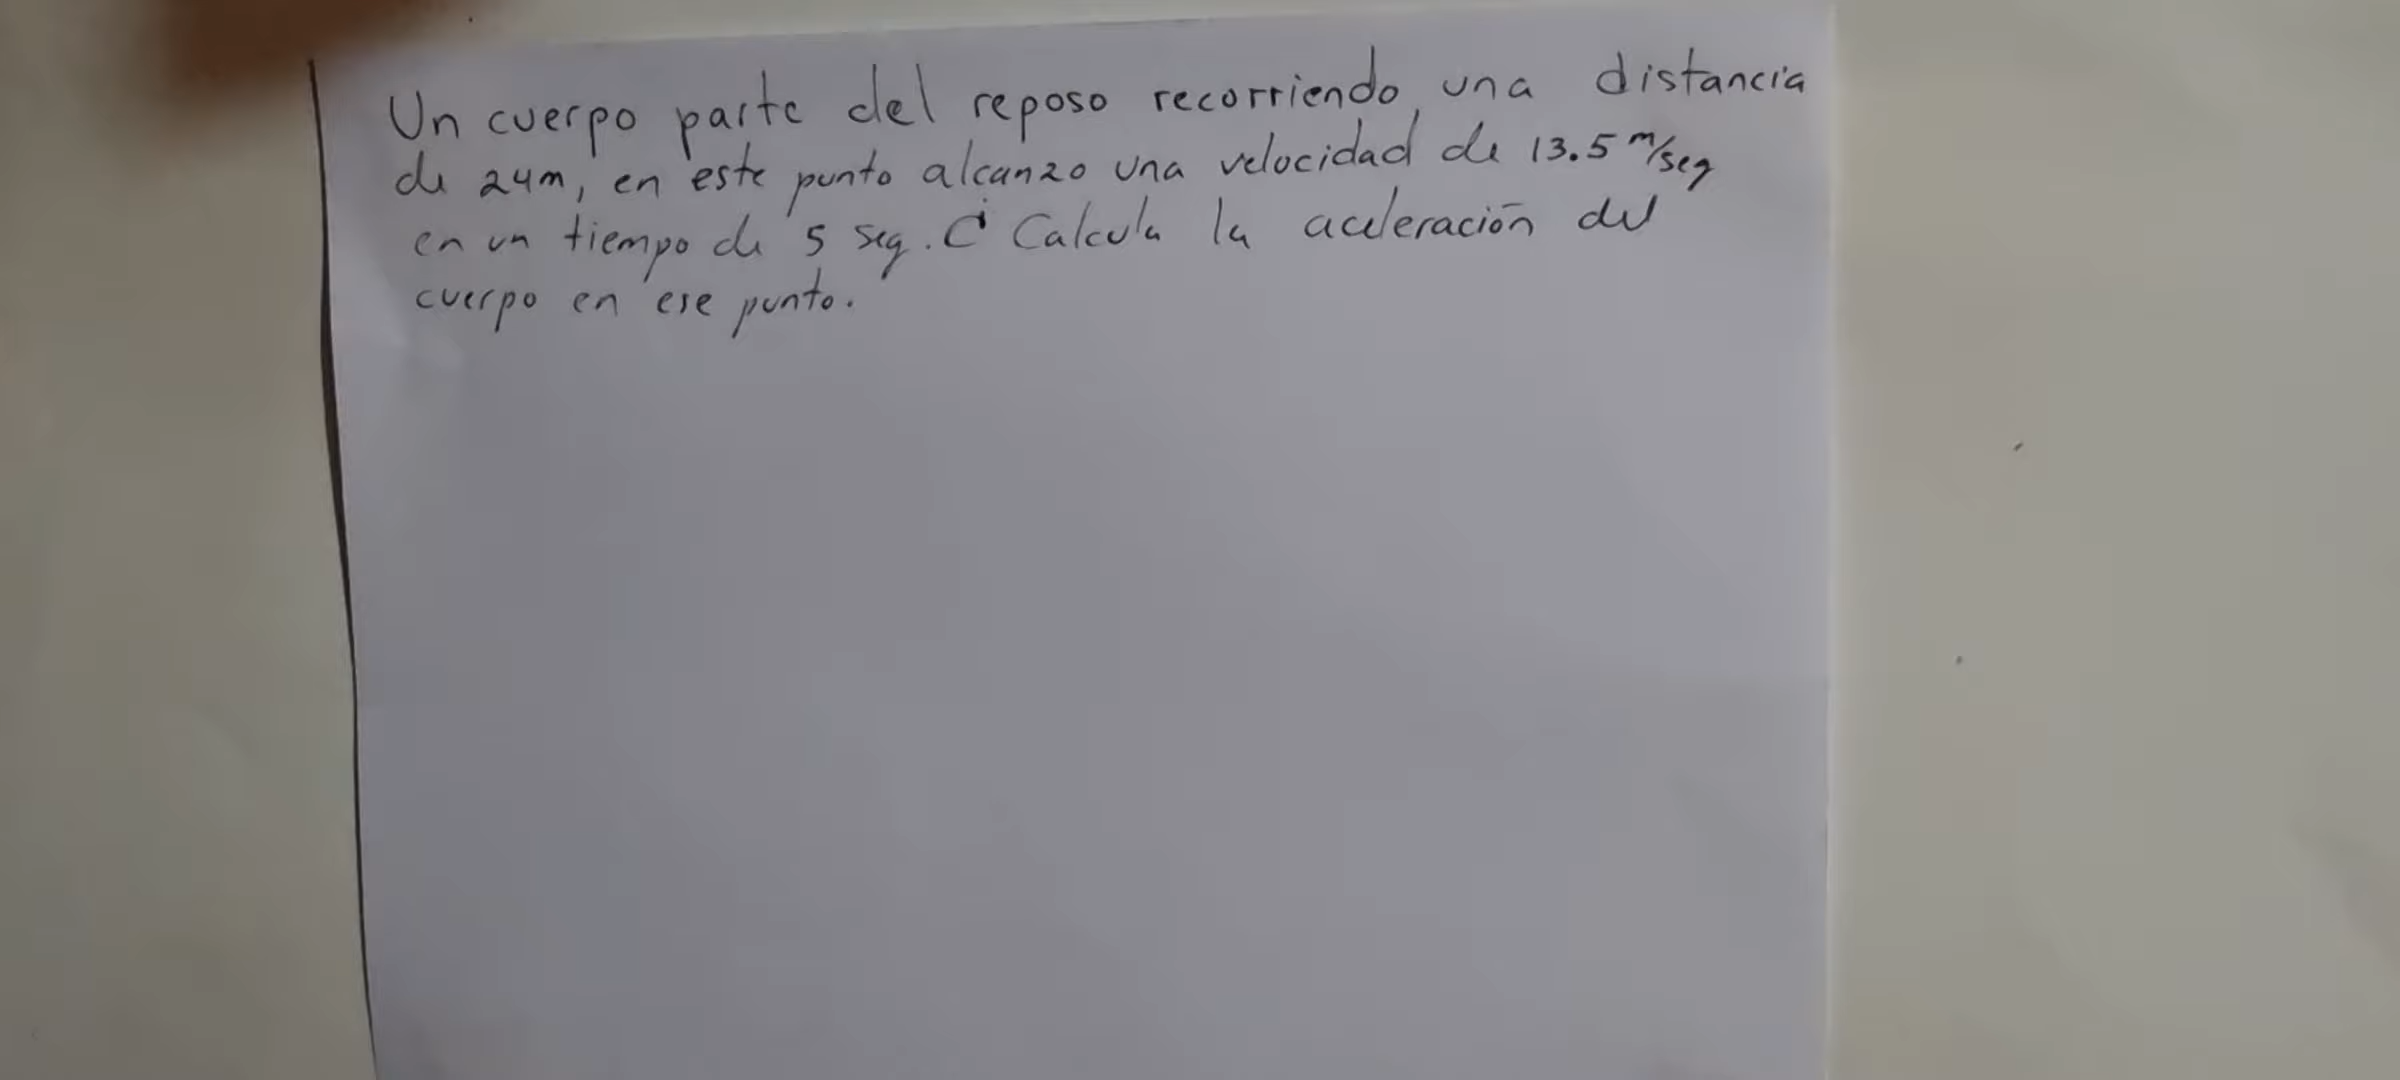 Un cuerpo parte del reposo recorriendo una distancia
de 24m, en este punto alcanzo una velocidad de 13.5 m/seg
en un tiempo de 5 seg. C Calcula la aceleración del
cuerpo en ese punto.